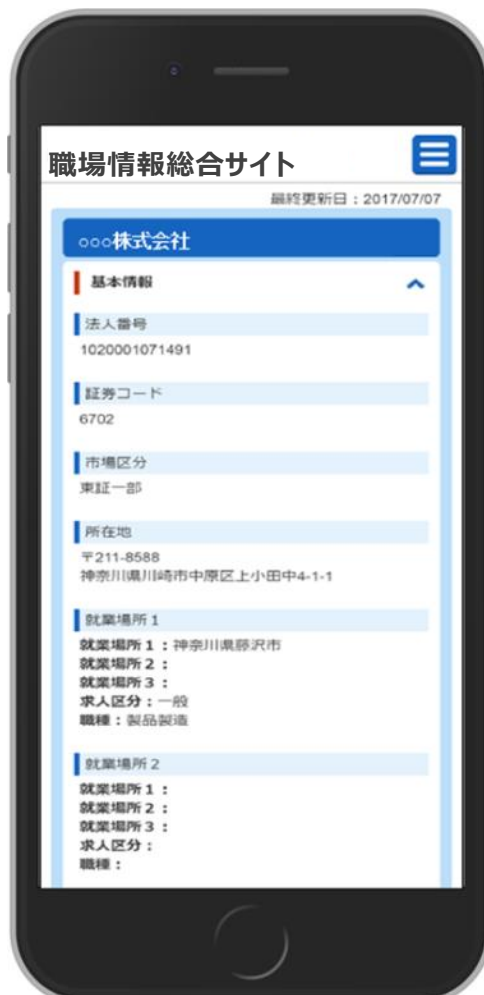 職場情報総合サイト
最終更新日：2017/07/07
○○○株式会社
基本情報
法人番号
1020001071491
証券コード
6702
市場区分
東証一部
所在地
〒211-8588
神奈川県川崎市中原区上小田中4-1-1
就業場所１
就業場所１：神奈川県藤沢市
就業場所２：
就業場所３：
求人区分：一般
職種：製品製造
就業場所２
就業場所１：
就業場所２：
就業場所３：
求人区分：
職種：